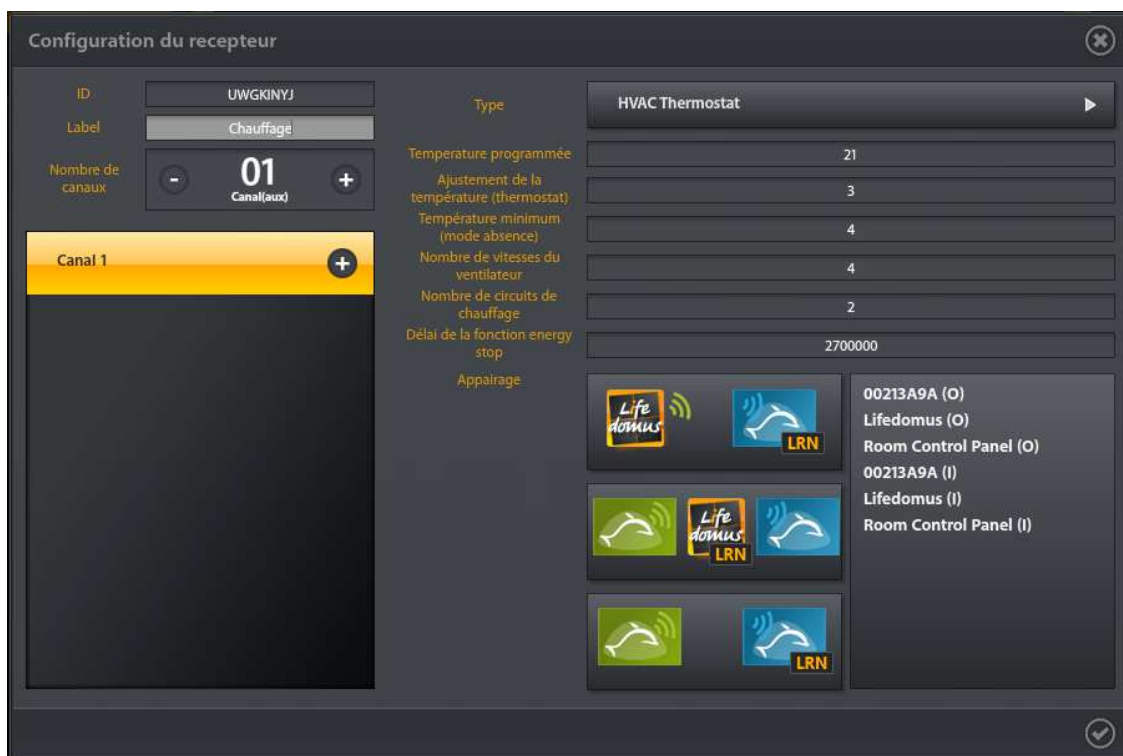 Configuration du recepteur
ID
UWGKINYJ
Label
Chauffage
Nombre de
canaux
-
01
+
Canal(aux)
Canal 1
+
Type
HVAC Thermostat
Temperature programmée
21
Ajustement de la
température (thermostat)
3
Température minimum
(mode absence)
4
Nombre de vitesses du
ventilateur
4
Nombre de circuits de
chauffage
2
Délai de la fonction energy
stop
2700000
Appairage
Life
domus
LRN
Life
domus
LRN
LRN
00213A9A (O)
Lifedomus (O)
Room Control Panel (O)
00213A9A (I)
Lifedomus (I)
Room Control Panel (I)